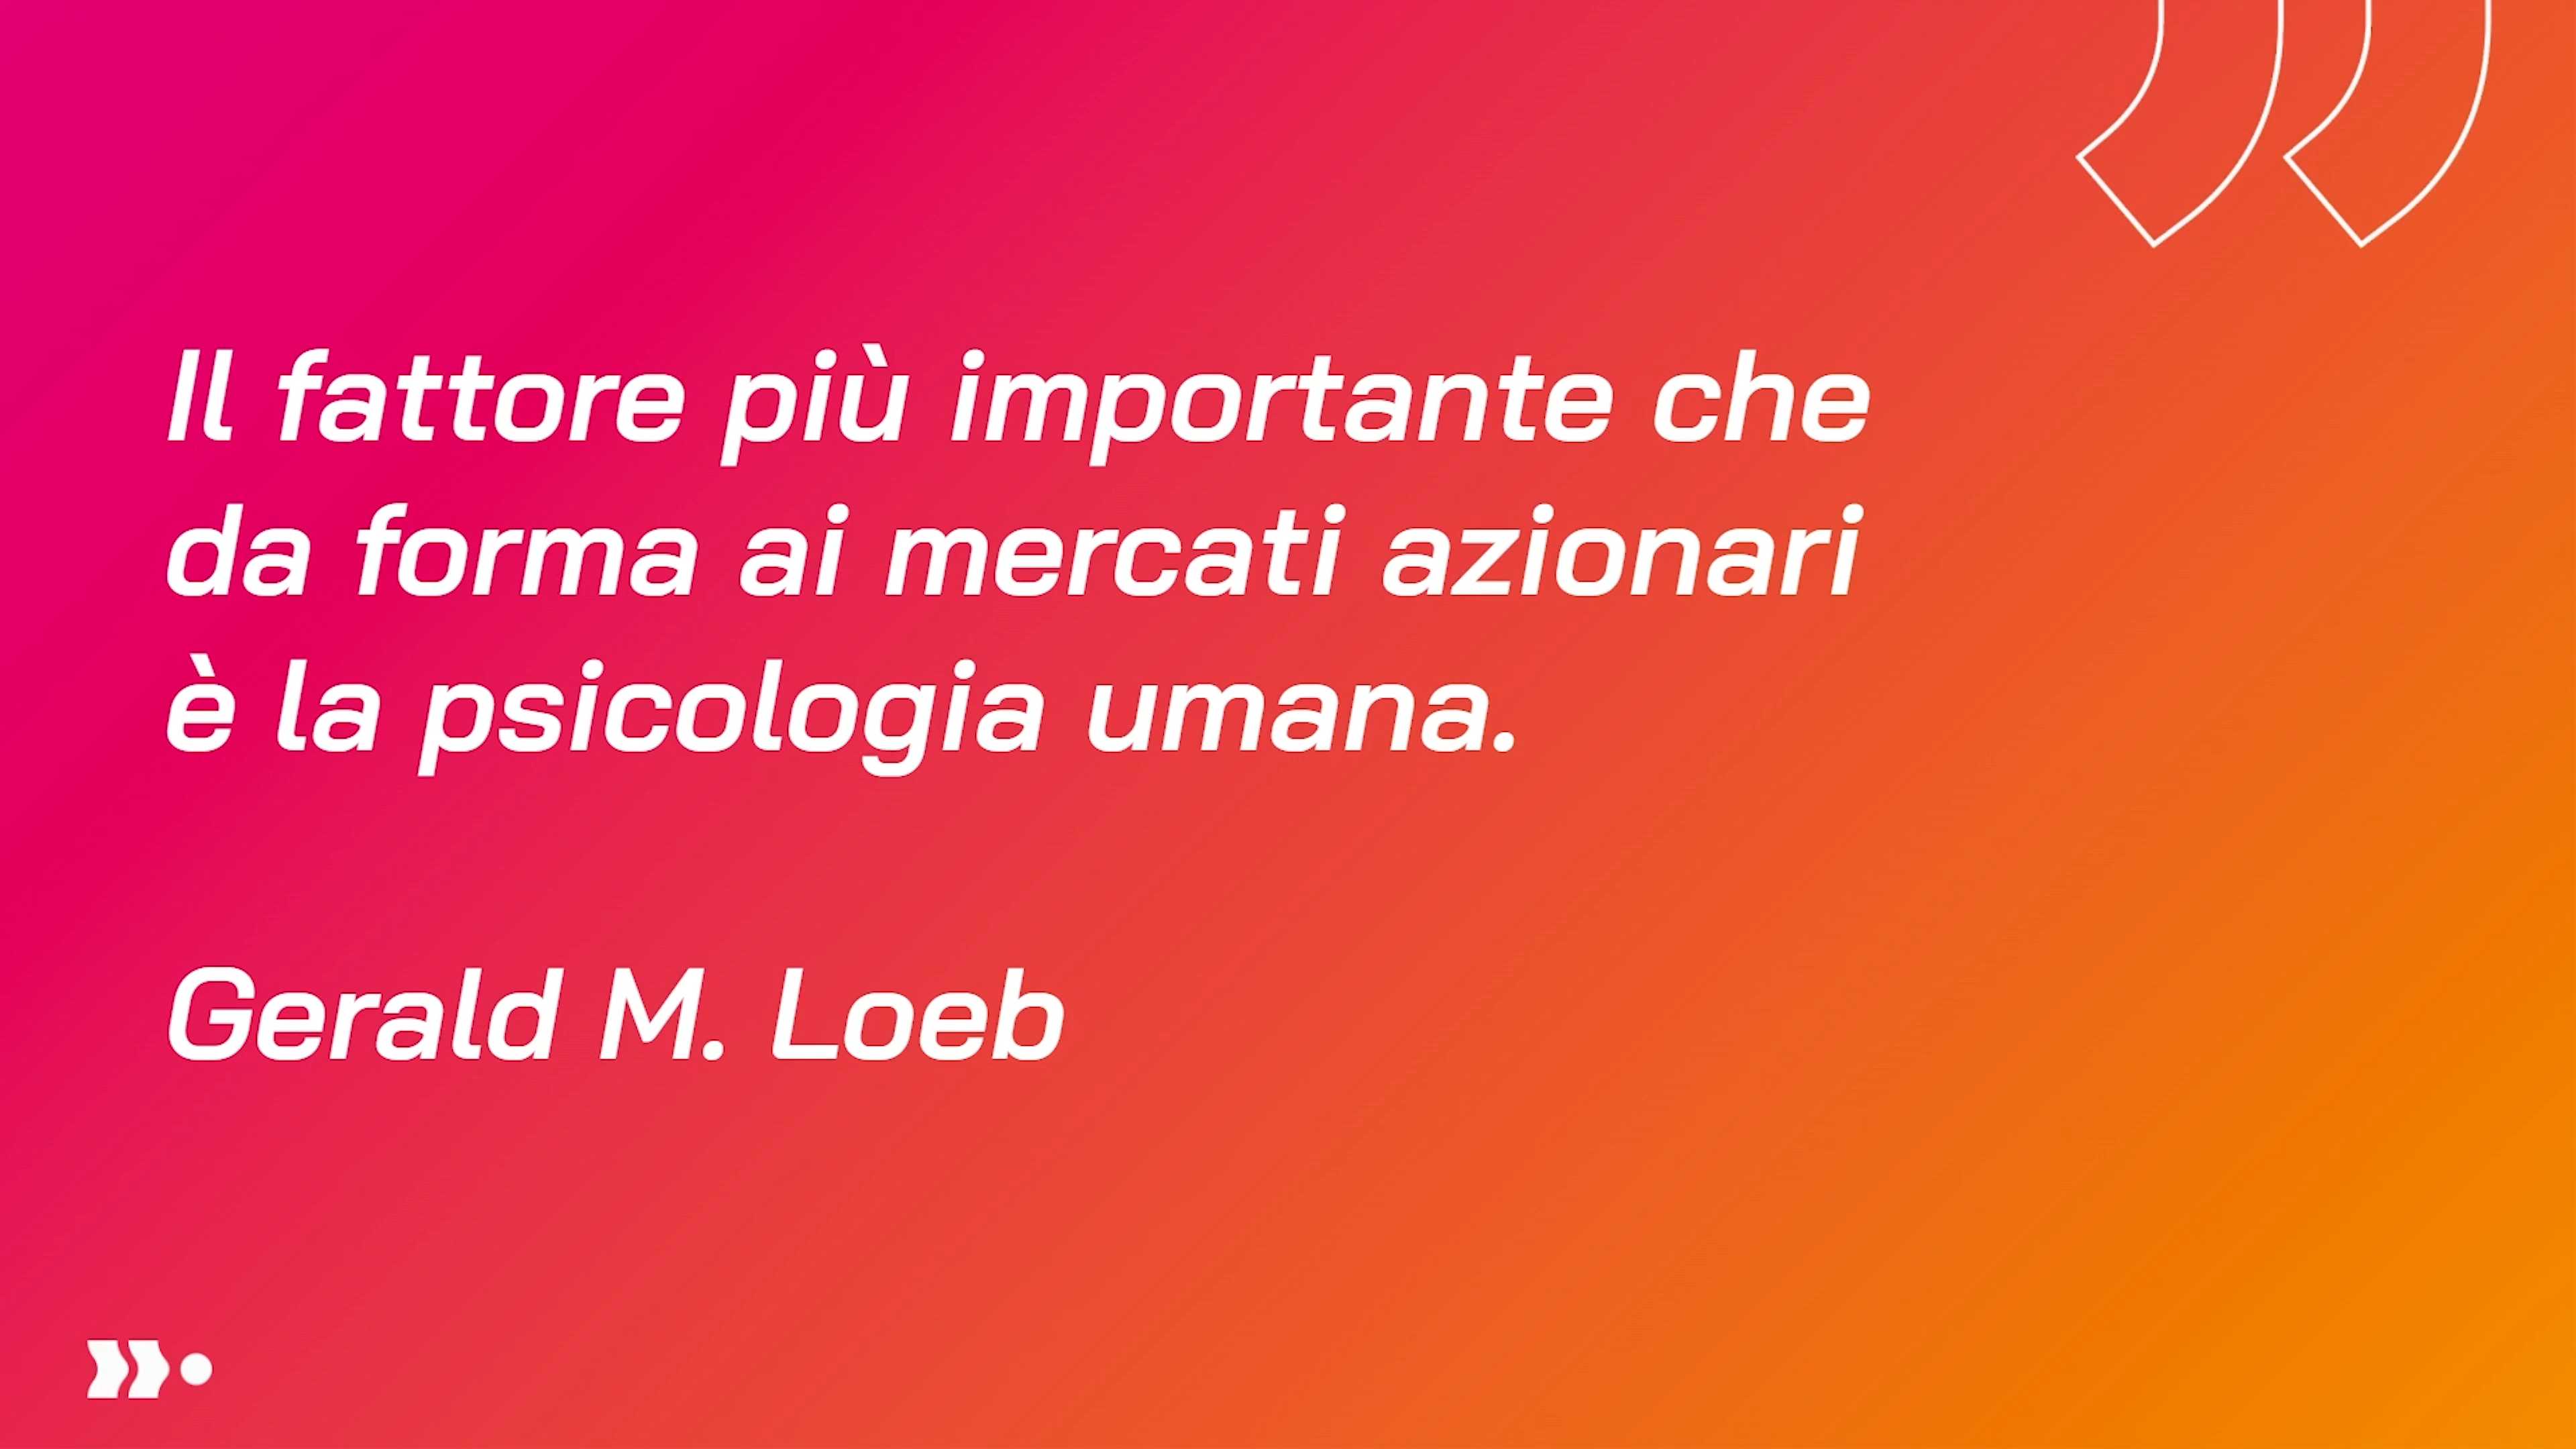 Il fattore più importante che
da forma ai mercati azionari
è la psicologia umana.
Gerald M. Loeb